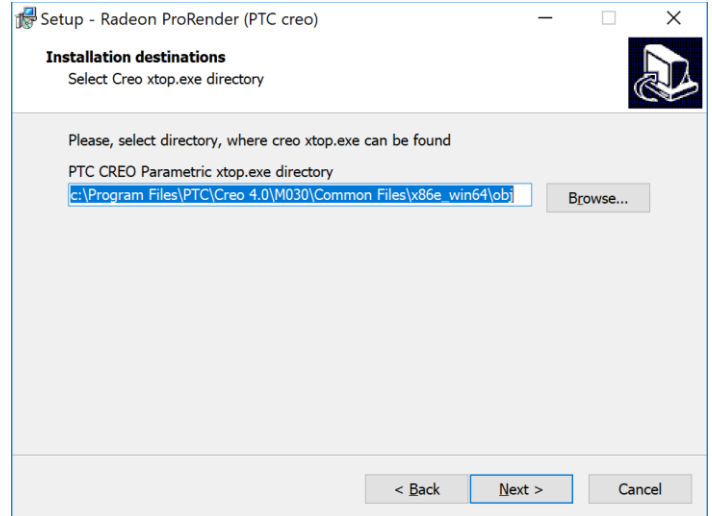 Setup - Radeon ProRender (PTC creo)
Installation destinations
Select Creo xtop.exe directory
Please, select directory, where creo xtop.exe can be found
PTC CREO Parametric xtop.exe directory
c:\Program Files\PTC\Creo 4.0\M030\Common Files\x86e_win64\obj
Browse...
< Back
Next >
Cancel